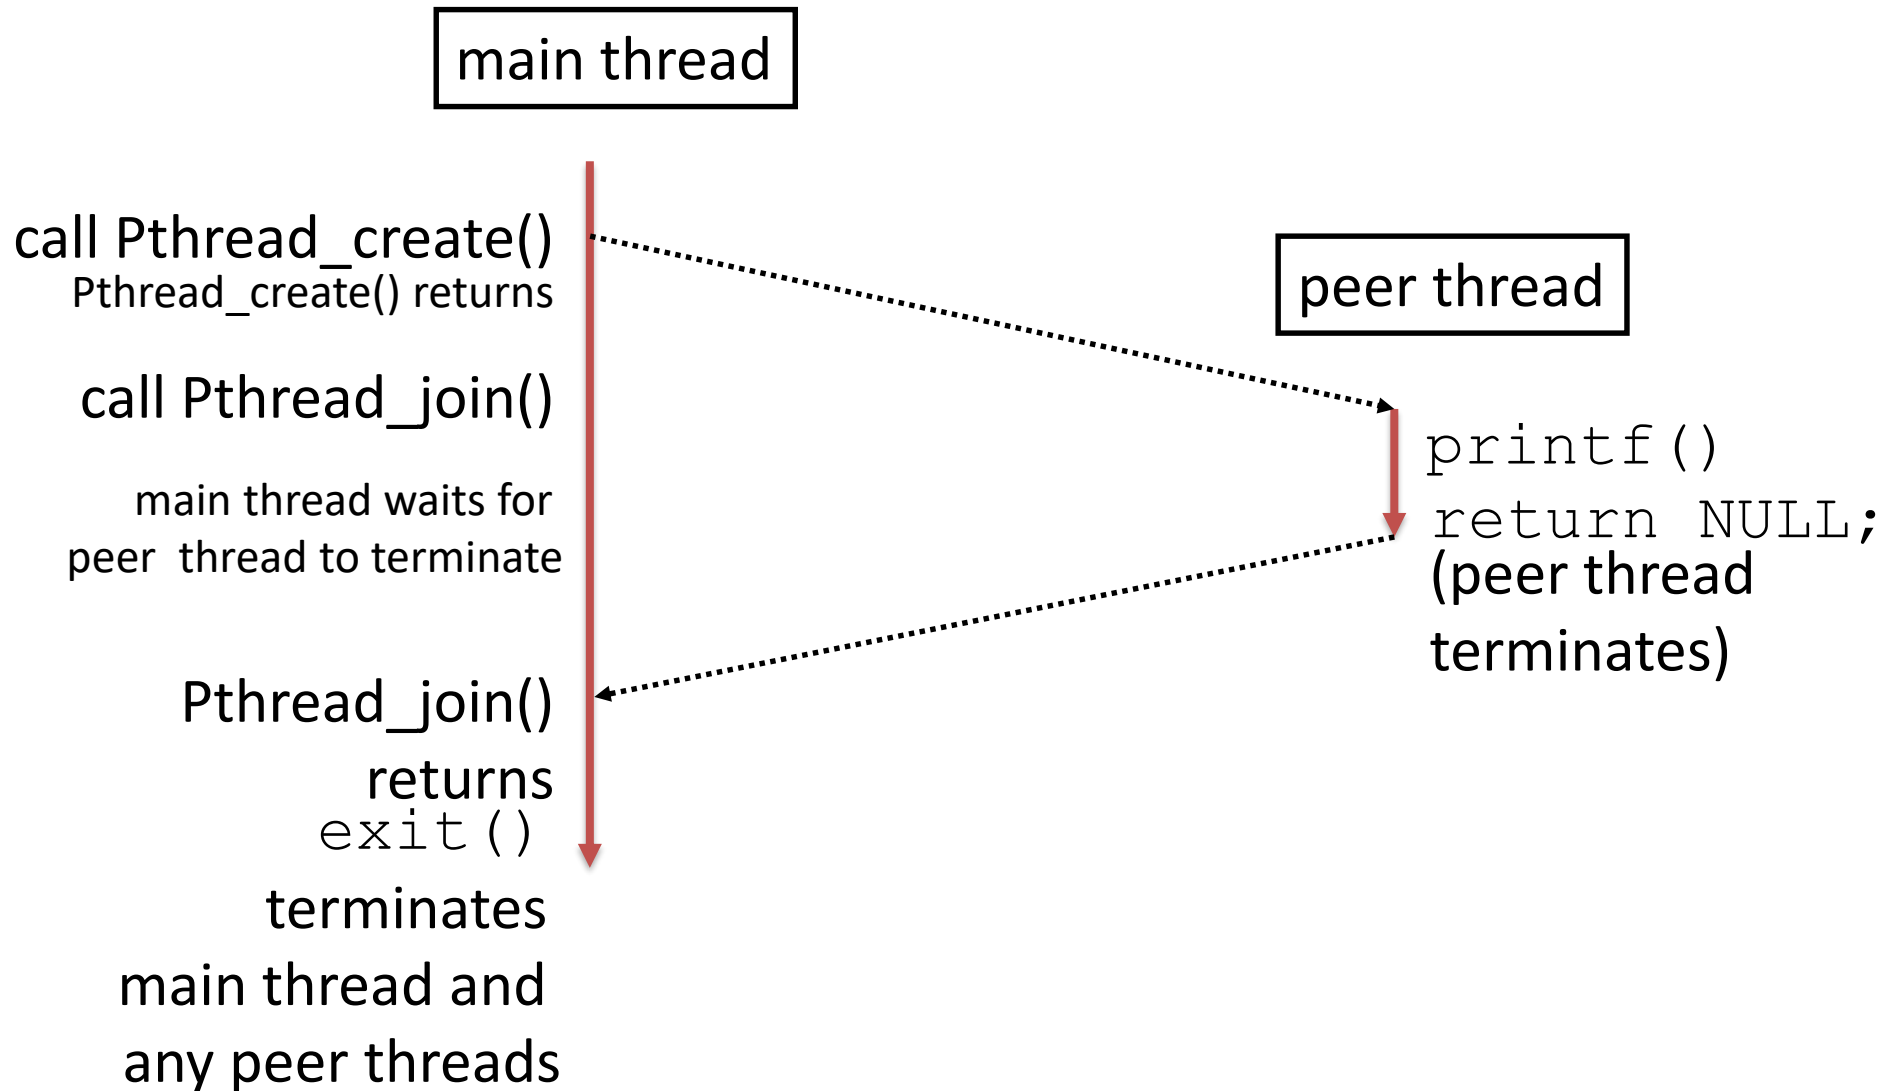 main thread
call Pthread_create()
Pthread_create() returns
call Pthread_join()
main thread waits for
peer  thread to terminate
Pthread_join()
returns
exit()
terminates
main thread and
any peer threads
peer thread
printf()
return NULL;
(peer thread
terminates)